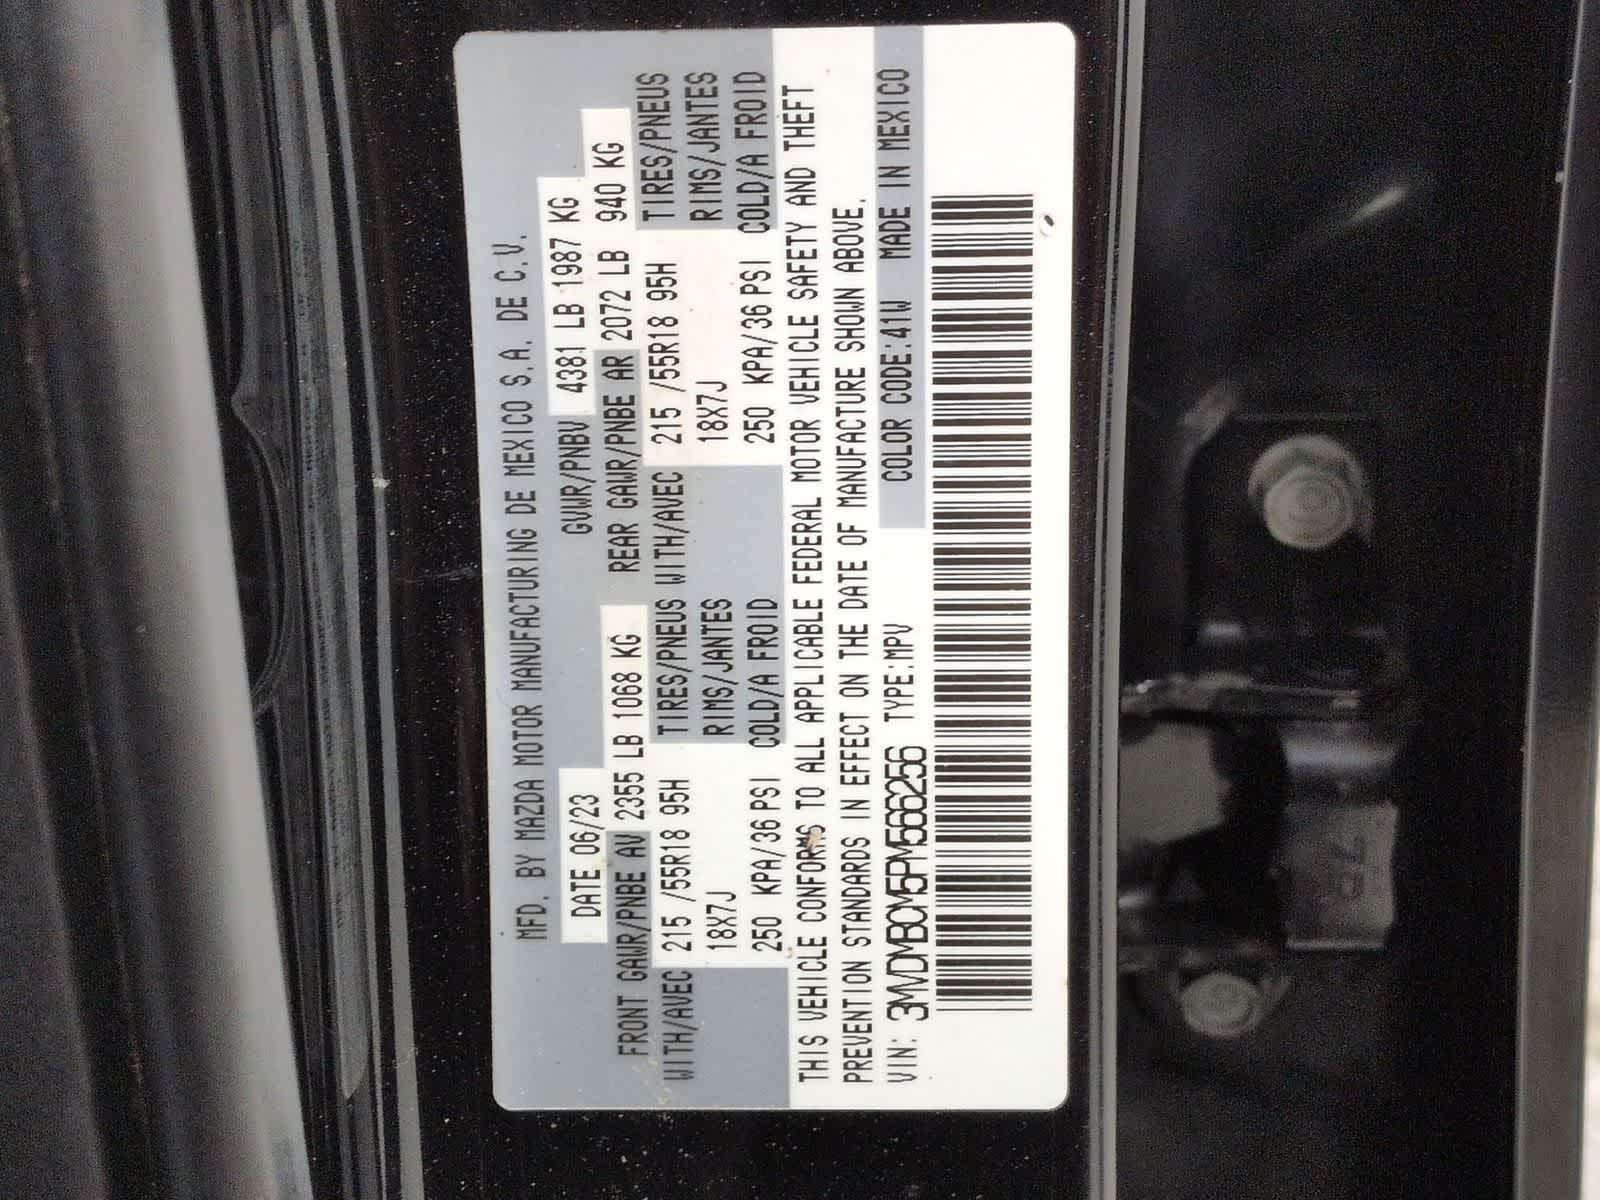 MFD. BY MAZDA MOTOR MANUFACTURING DE MEXICO S.A. DE C.V.
DATE 06/23 GVWR/PNBV 4381 LB 1987 KG
FRONT GAWR/PNBE AV 2355 LB 1068 KG REAR GAWR/PNBE AR 2072 LB 940 KG
WITH/AVEC 215 /55R18 95H TIRES/PNEUS WITH/AVEC 215 /55R18 95H TIRES/PNEUS
18X7J RIMS/JANTES 18X7J RIMS/JANTES
250 KPA/36 PSI COLD/A FROID 250 KPA/36 PSI COLD/A FROID
THIS VEHICLE CONFORMS TO ALL APPLICABLE FEDERAL MOTOR VEHICLE SAFETY AND THEFT
PREVENTION STANDARDS IN EFFECT ON THE DATE OF MANUFACTURE SHOWN ABOVE.
VIN: 3MVDMBCM5PM566256 TYPE:MPV COLOR CODE:41W MADE IN MEXICO